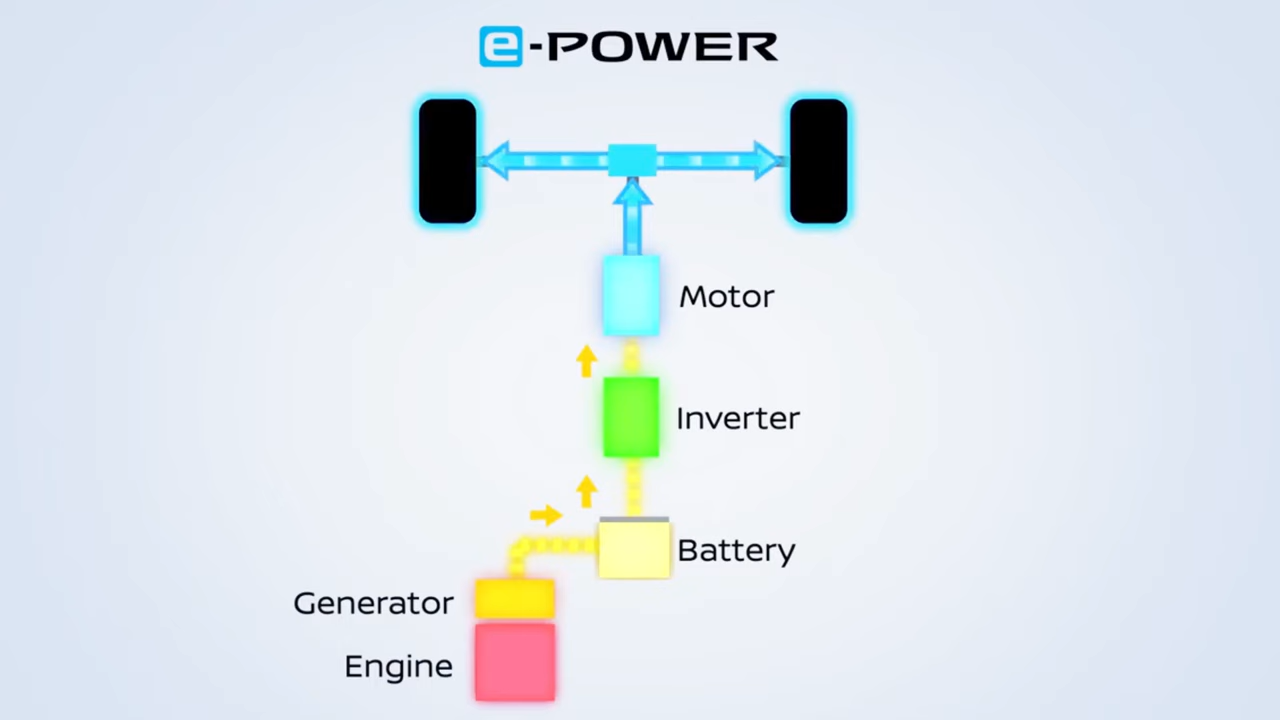 e-POWER
Motor
Inverter
Battery
Generator
Engine